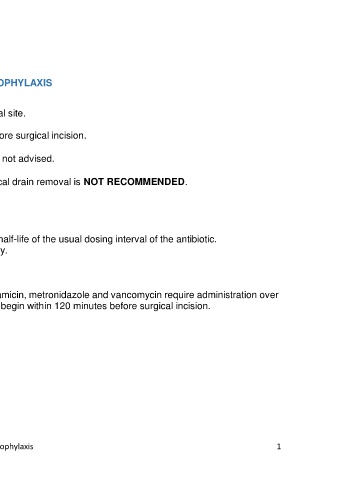 OPHYLAXIS
al site.
ore surgical incision.
not advised.
cal drain removal is NOT RECOMMENDED.
half-life of the usual dosing interval of the antibiotic.
y.
amicin, metronidazole and vancomycin require administration over
begin within 120 minutes before surgical incision.
ophylaxis 1